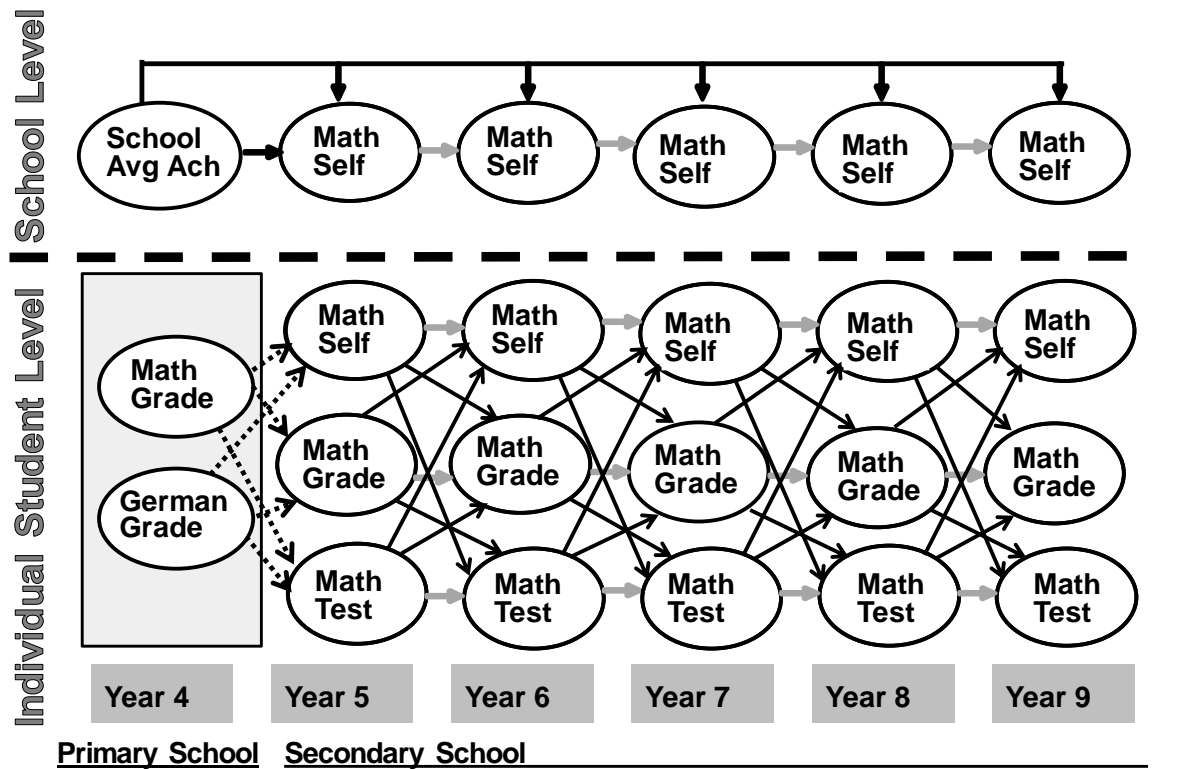 School Level
School
Avg Ach
Math
Self
Math
Self
Math
Self
Math
Self
Math
Self
Individual Student Level
Math
Grade
German
Grade
Math
Self
Math
Self
Math
Self
Math
Self
Math
Self
Math
Grade
Math
Grade
Math
Grade
Math
Grade
Math
Grade
Math
Test
Math
Test
Math
Test
Math
Test
Math
Test
Year 4
Year 5
Year 6
Year 7
Year 8
Year 9
Primary School
Secondary School